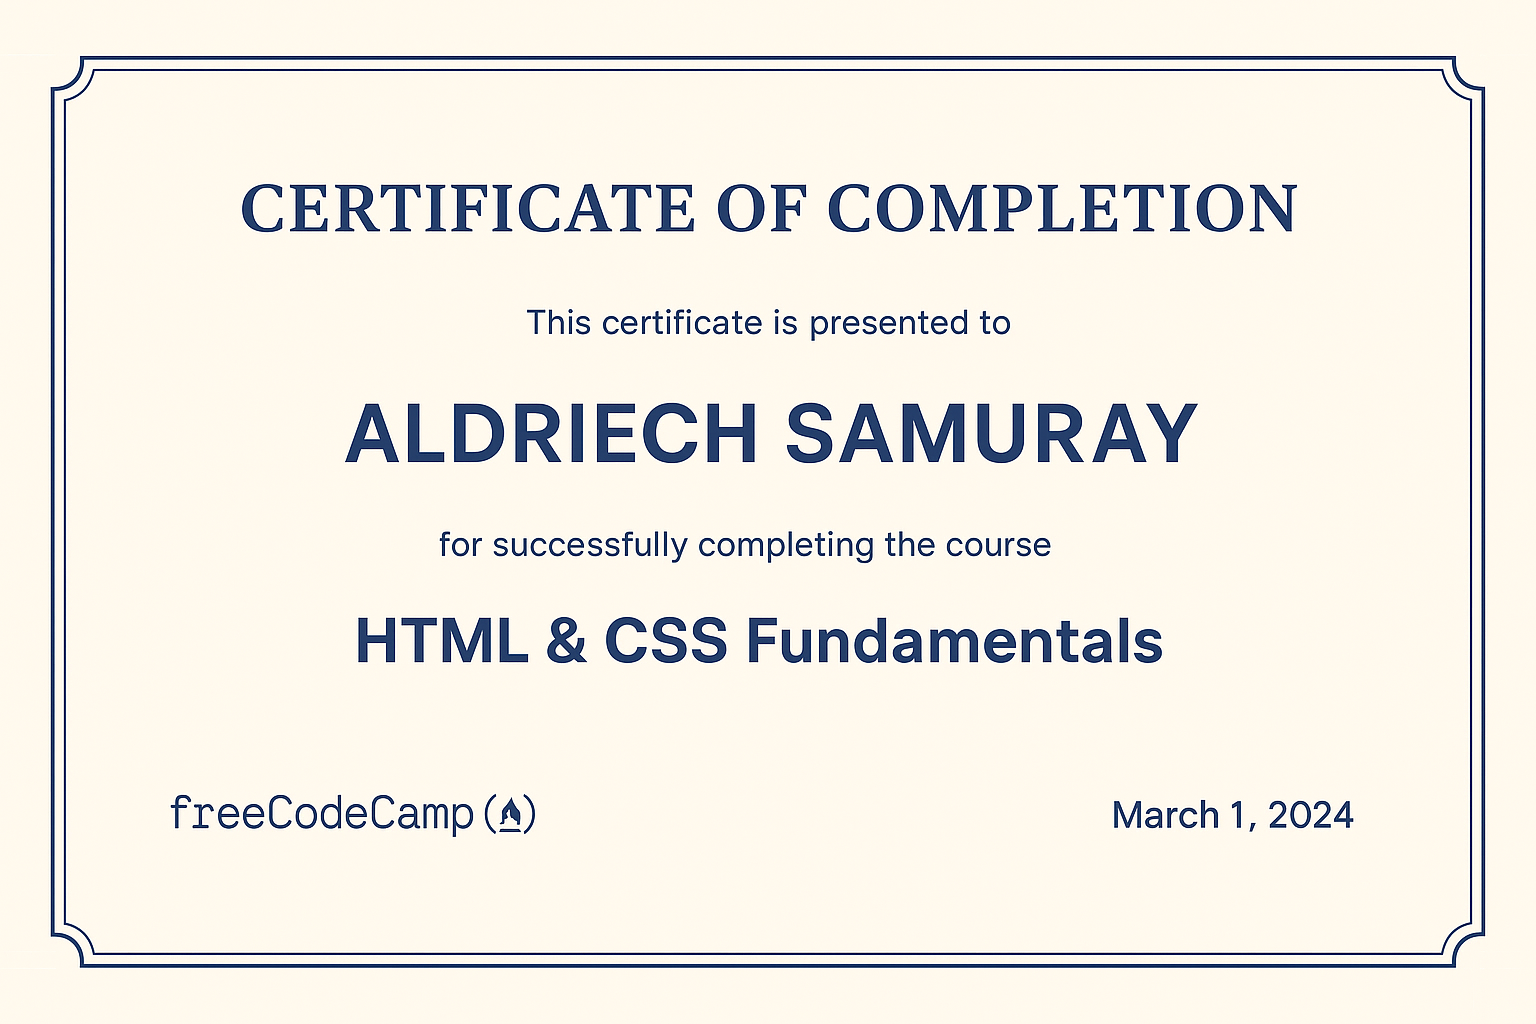 CERTIFICATE OF COMPLETION
This certificate is presented to
ALDRIECH SAMURAY
for successfully completing the course
HTML & CSS Fundamentals
freeCodeCamp
March 1, 2024